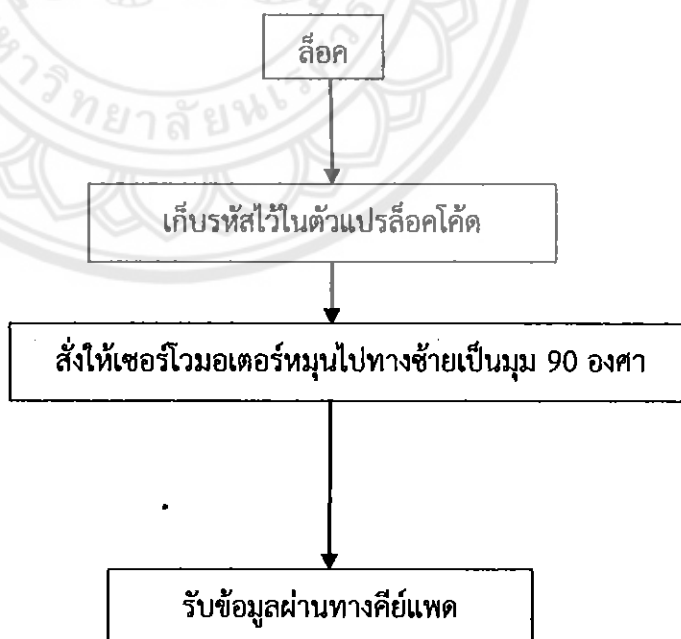 ล็อค
เก็บรหัสไว้ในตัวแปรล็อคโค้ด
สั่งให้เซอร์โวมอเตอร์หมุนไปทางซ้ายเป็นมุม 90 องศา
รับข้อมูลผ่านทางคีย์แพด